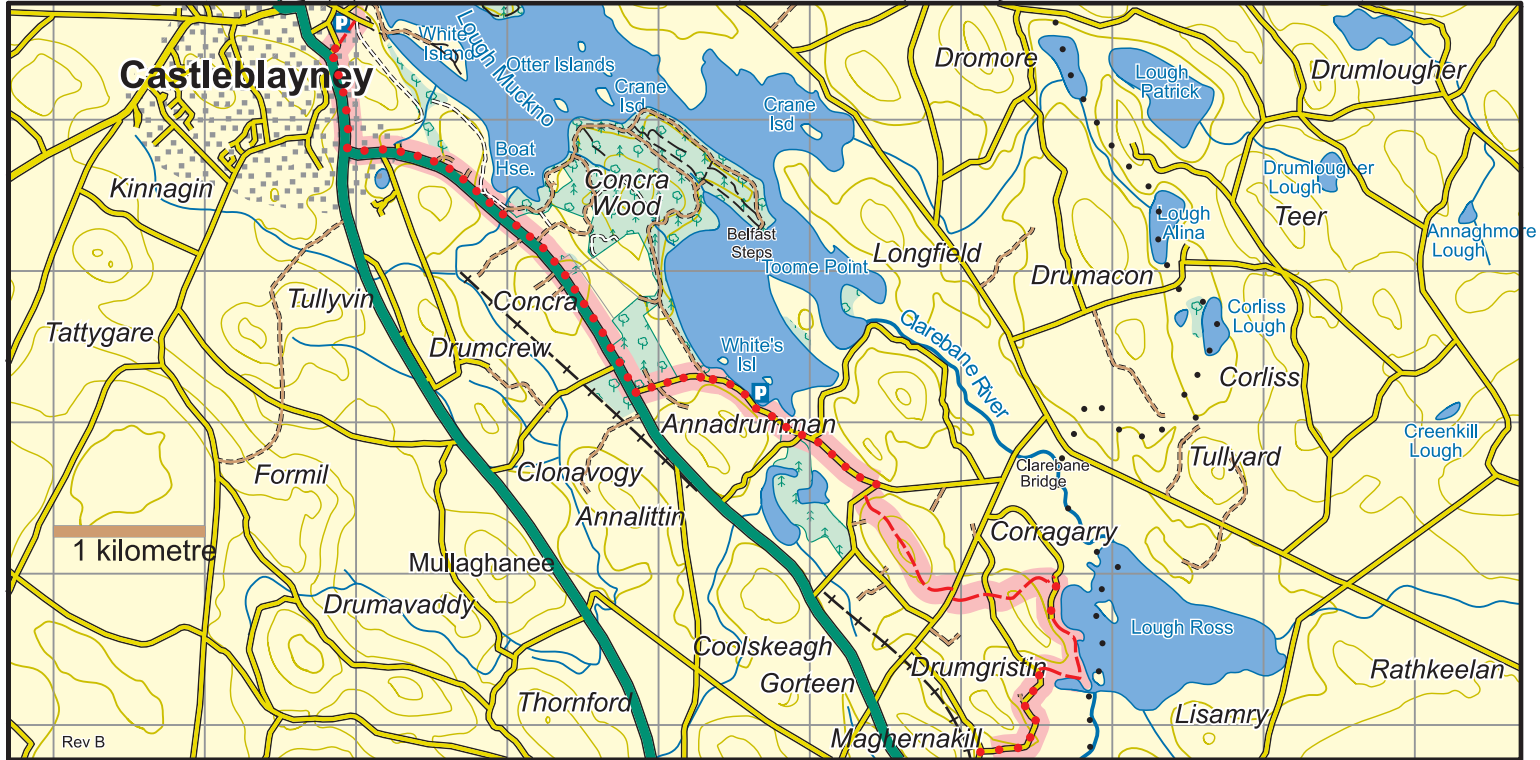 P
White
Island
Lough Muckno
Otter Islands
Crane
Isd
Crane
Isd
Dromore
Lough
Patrick
Drumlougher
Castleblayney
Boat
Hse.
Kinnagin
Concra
Wood
Drumlougher
Lough
Teer
Lough
Alina
Annaghmore
Lough
Belfast
Steps
Toome Point
Longfield
Drumacon
Tullyvin
Concra
Corliss
Lough
Tattygare
Drumcrew
Clarebane River
White's
Isl
P
Corliss
Annadrumman
Creenkill
Lough
Formil
Clonavogy
Clarebane
Bridge
Tullyard
Annalittin
Corragarry
1 kilometre
Mullaghanee
Drumavaddy
Lough Ross
Coolskeagh
Drumgristin
Gorteen
Rathkeelan
Thornford
Lisamry
Maghernakill
Rev B